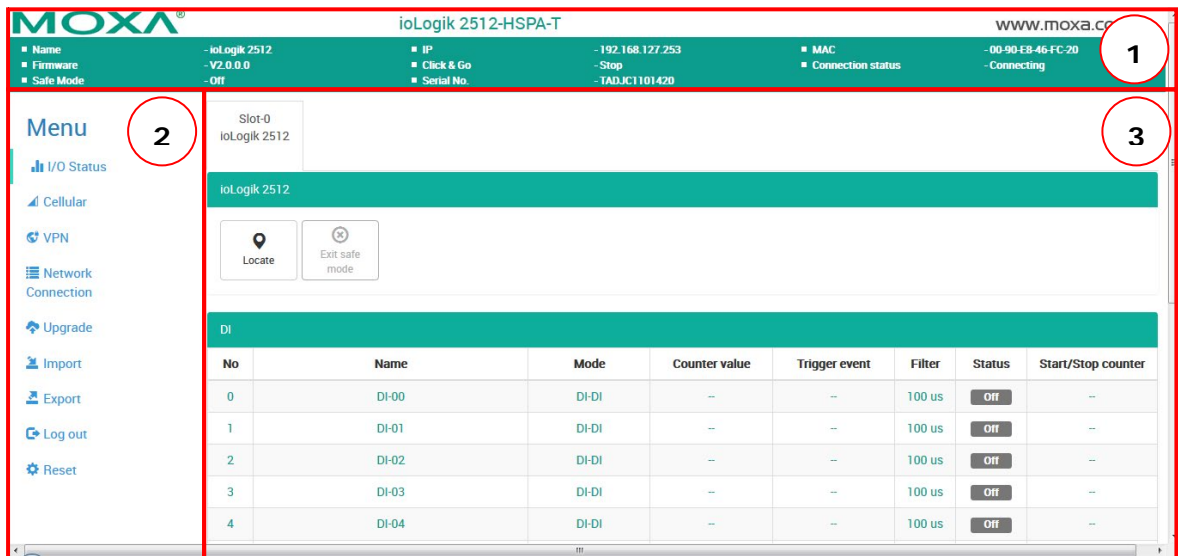 MOXA®
ioLogik 2512-HSPA-T
www.moxa.co
Name - ioLogik 2512 IP - 192.168.127.253 MAC - 00-90-E8-46-FC-20
Firmware - V2.0.0.0 Click & Go - Stop Connection status - Connecting
Safe Mode - Off Serial No. - TADJC1101420
1
Menu
2
I/O Status
Cellular
VPN
Network
Connection
Upgrade
Import
Export
Log out
Reset
Slot-0
ioLogik 2512
3
ioLogik 2512
Locate
Exit safe
mode
DI
No Name Mode Counter value Trigger event Filter Status Start/Stop counter
0 DI-00 DI-DI -- -- 100 us Off --
1 DI-01 DI-DI -- -- 100 us Off --
2 DI-02 DI-DI -- -- 100 us Off --
3 DI-03 DI-DI -- -- 100 us Off --
4 DI-04 DI-DI -- -- 100 us Off --